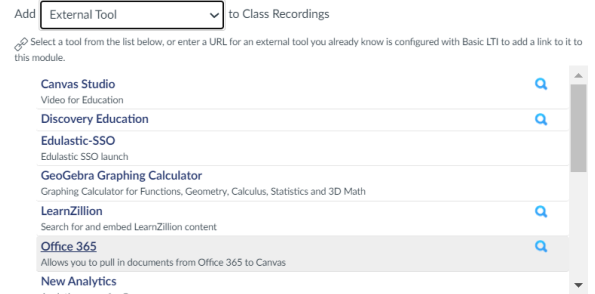 Add External Tool to Class Recordings
Select a tool from the list below, or enter a URL for an external tool you already know is configured with Basic LTI to add a link to it to
this module.
Canvas Studio
Video for Education
Discovery Education
Edulastic-SSO
Edulastic SSO launch
GeoGebra Graphing Calculator
Graphing Calculator for Functions, Geometry, Calculus, Statistics and 3D Math
LearnZillion
Search for and embed LearnZillion content
Office 365
Allows you to pull in documents from Office 365 to Canvas
New Analytics